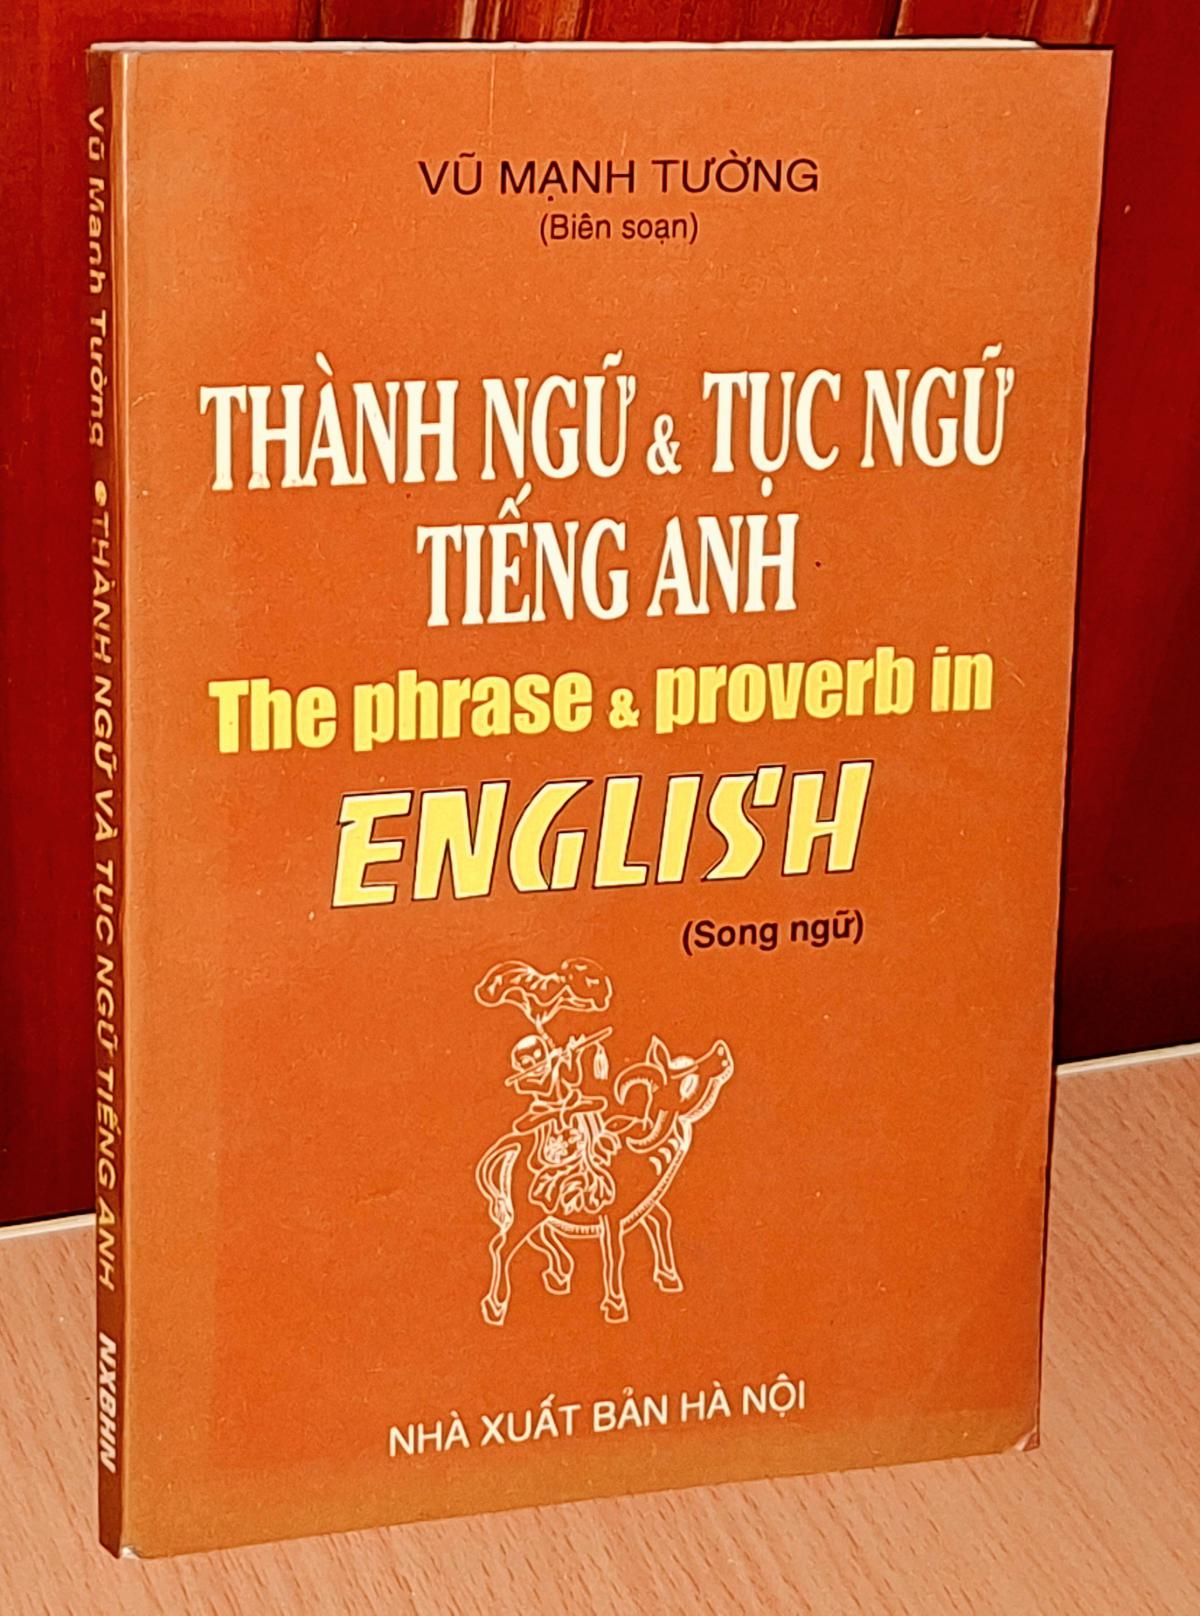 VŨ MẠNH TƯỜNG
(Biên soạn)
THÀNH NGỮ & TỤC NGỮ
TIẾNG ANH
The phrase & proverb in
ENGLISH
(Song ngữ)
NHÀ XUẤT BẢN HÀ NỘI
Vũ Mạnh Tường THÀNH NGỮ VÀ TỤC NGỮ TIẾNG ANH NXBHN